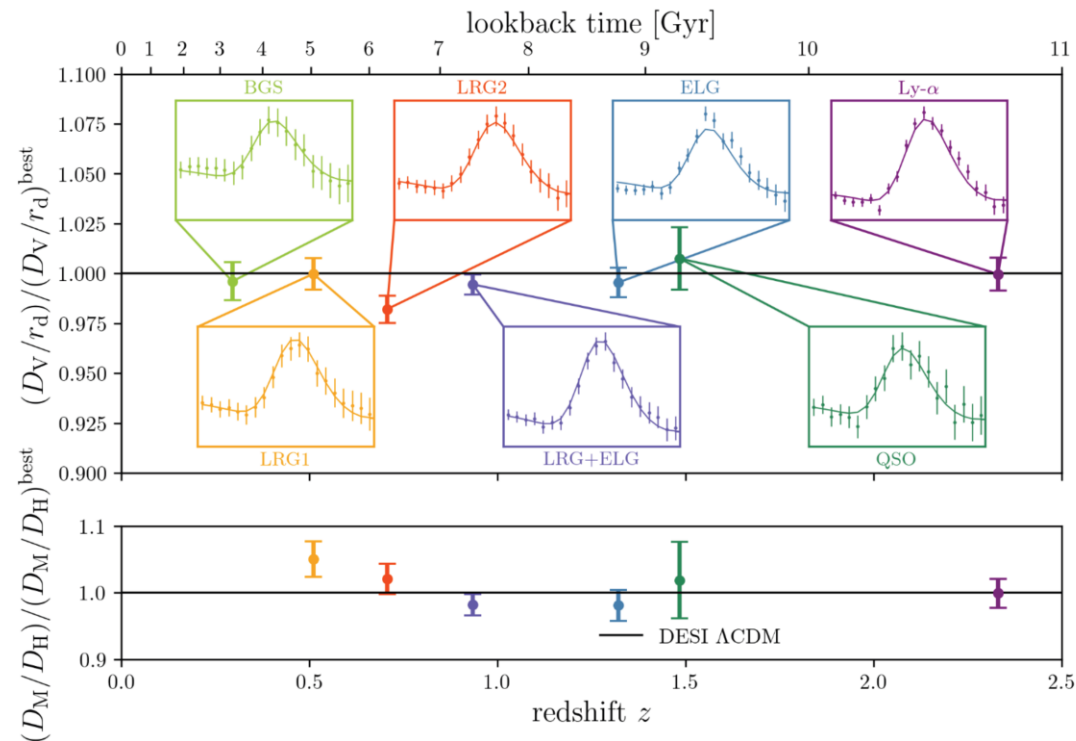 lookback time [Gyr]
0 1 2 3 4 5 6 7 8 9 10 11
(D_V/r_d)/(D_V/r_d)^best
1.100
1.075
1.050
1.025
1.000
0.975
0.950
0.925
0.900
BGS LRG2 ELG Ly-α
LRG1 LRG+ELG QSO
(D_M/D_H)/(D_M/D_H)^best
1.1
1.0
0.9
DESI ΛCDM
0.0 0.5 1.0 1.5 2.0 2.5
redshift z